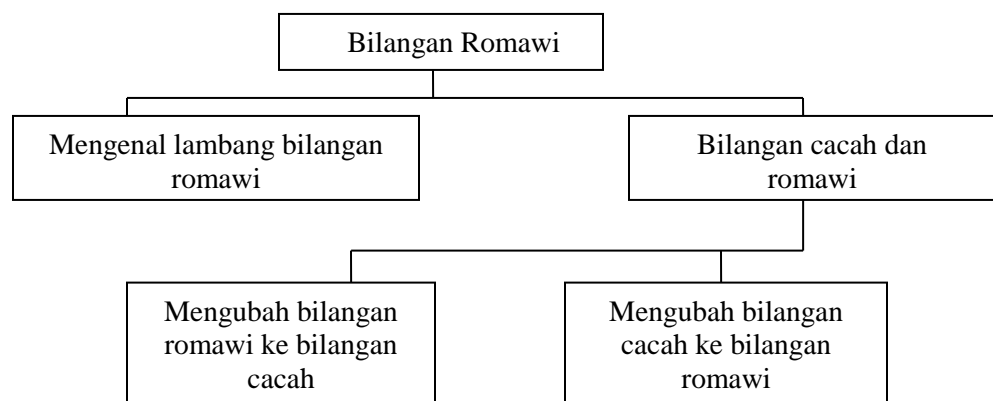 Bilangan Romawi
Mengenal lambang bilangan
romawi
Bilangan cacah dan
romawi
Mengubah bilangan
romawi ke bilangan
cacah
Mengubah bilangan
cacah ke bilangan
romawi